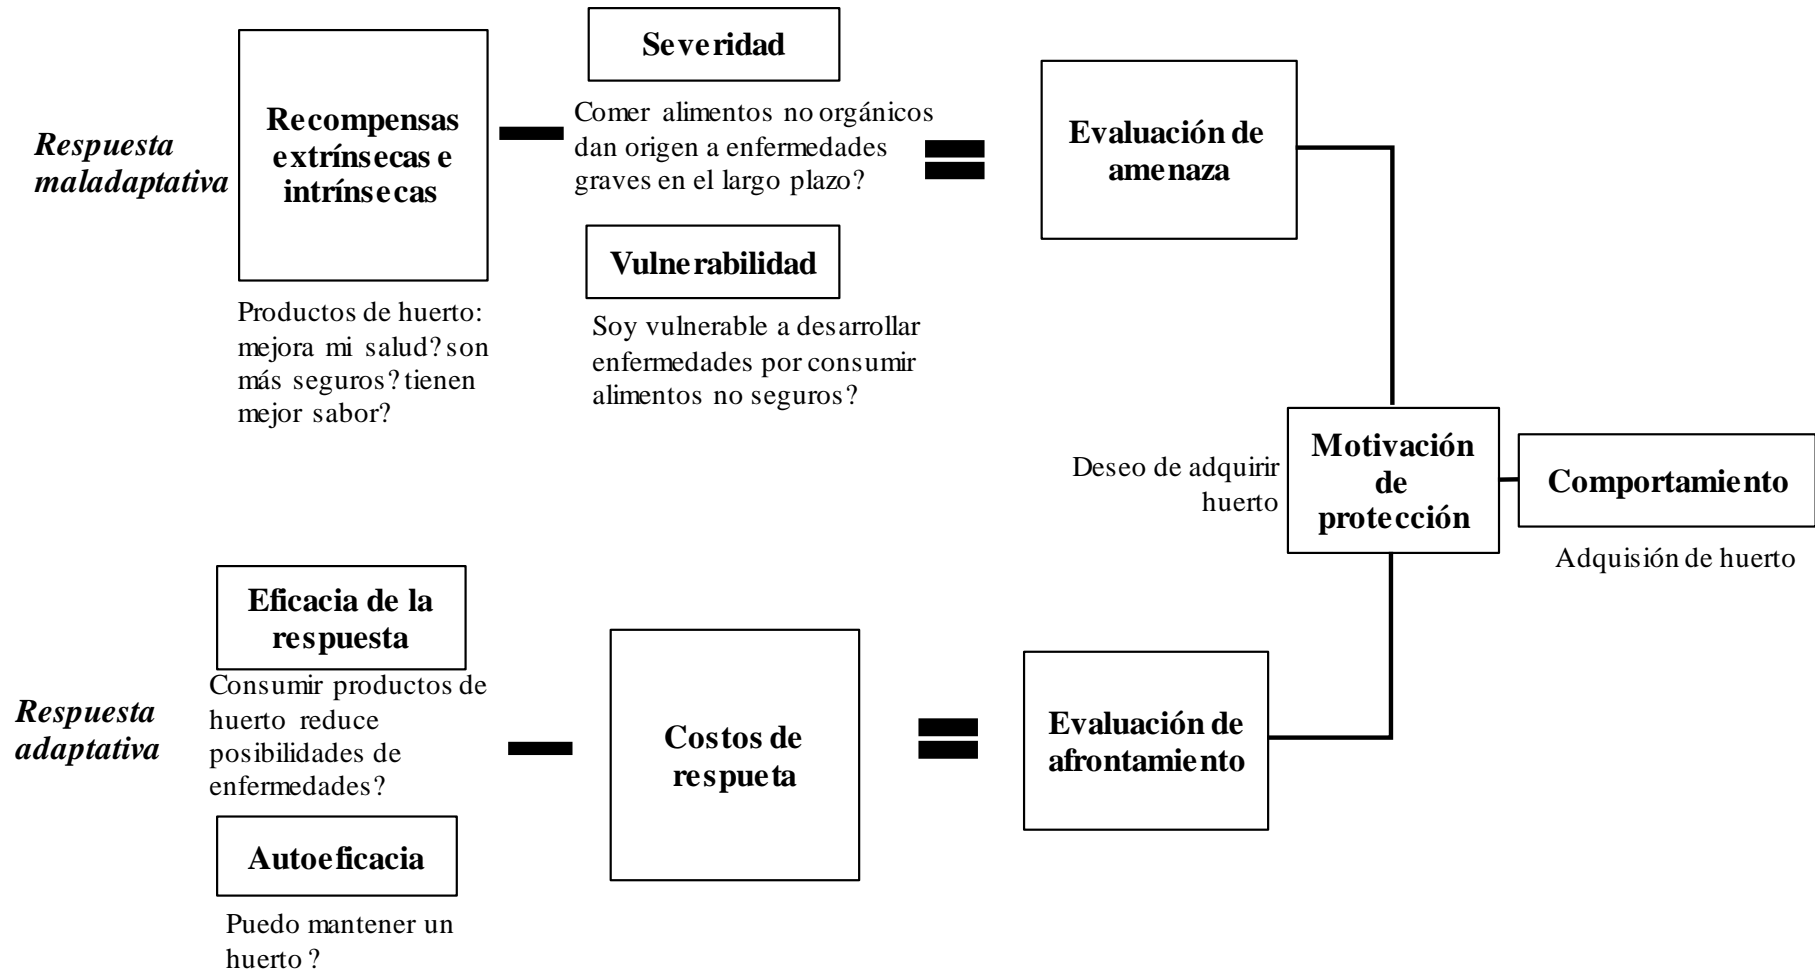 Respuesta
maladaptativa
Recompensas
extrínsecas e
intrínsecas
Productos de huerto:
mejora mi salud? son
más seguros? tienen
mejor sabor?
Severidad
Comer alimentos no orgánicos
dan origen a enfermedades
graves en el largo plazo?
Vulnerabilidad
Soy vulnerable a desarrollar
enfermedades por consumir
alimentos no seguros?
Evaluación de
amenaza
Deseo de adquirir
huerto
Motivación
de
protección
Comportamiento
Adquisión de huerto
Respuesta
adaptativa
Eficacia de la
respuesta
Consumir productos de
huerto reduce
posibilidades de
enfermedades?
Autoeficacia
Puedo mantener un
huerto ?
Costos de
respueta
Evaluación de
afrontamiento